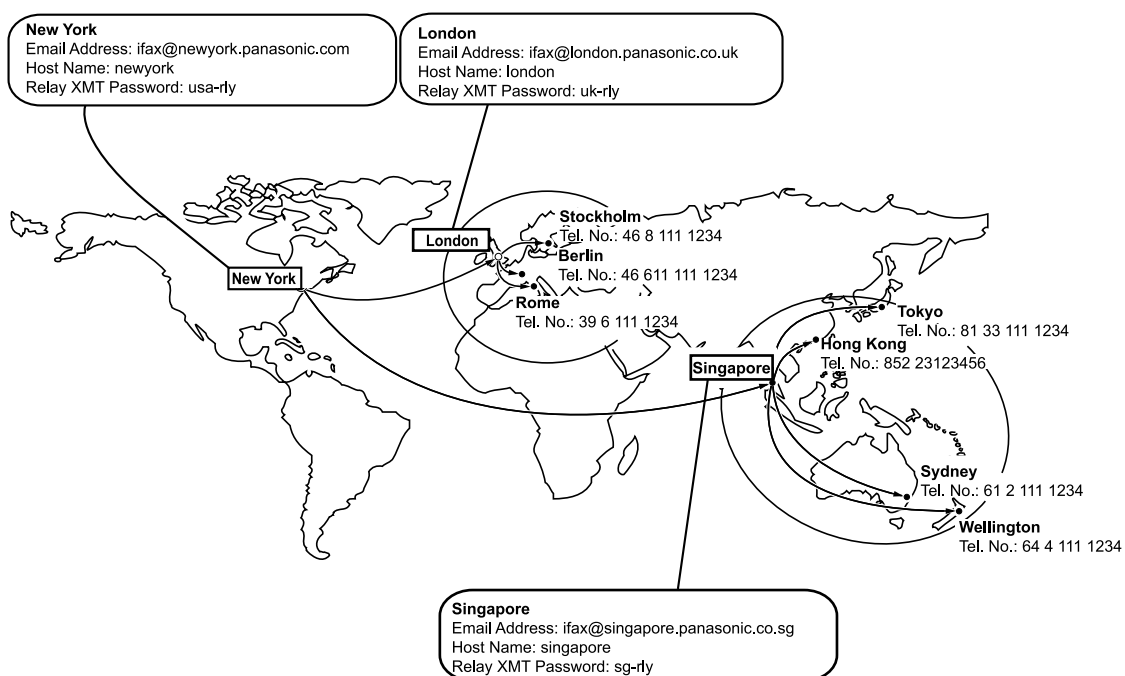 New York
Email Address: ifax@newyork.panasonic.com
Host Name: newyork
Relay XMT Password: usa-rly
London
Email Address: ifax@london.panasonic.co.uk
Host Name: london
Relay XMT Password: uk-rly
Stockholm
Tel. No.: 46 8 111 1234
London
Berlin
Tel. No.: 46 611 111 1234
New York
Rome
Tel. No.: 39 6 111 1234
Tokyo
Tel. No.: 81 33 111 1234
Hong Kong
Tel. No.: 852 23123456
Singapore
Sydney
Tel. No.: 61 2 111 1234
Wellington
Tel. No.: 64 4 111 1234
Singapore
Email Address: ifax@singapore.panasonic.co.sg
Host Name: singapore
Relay XMT Password: sg-rly